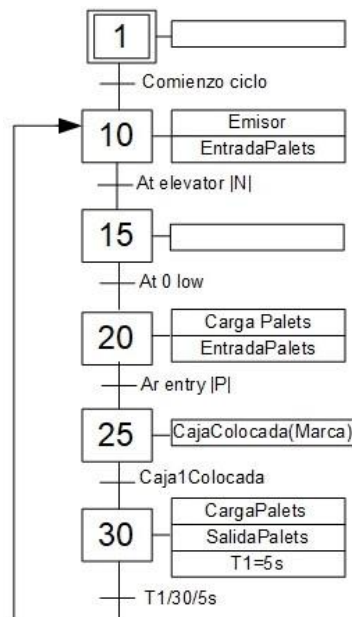 1
Comienzo ciclo
10
Emisor
EntradaPalets
At elevator |N|
15
At 0 low
20
Carga Palets
EntradaPalets
Ar entry |P|
25
CajaColocada(Marca)
Caja1Colocada
30
CargaPalets
SalidaPalets
T1=5s
T1/30/5s